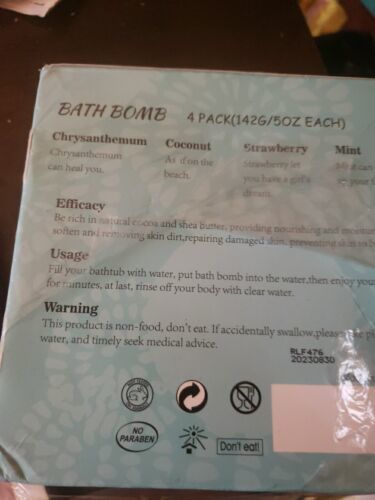 BATH BOMB 4 PACK(142G/5OZ EACH)
Chrysanthemum Coconut Strawberry Mint
Chrysanthemum As if on the Strawberry let can
can heal you. beach. you have a girl's your
dream.
Efficacy
Be rich in natural cocoa and shea butter, providing nourishing and
soften and removing skin dirt,repairing damaged skin, preventing skin
Usage
Fill your bathtub with water, put bath bomb into the water,then enjoy your
for minutes, at last, rinse off your body with clear water.
Warning
This product is non-food, don't eat. If accidentally swallow,please
water, and timely seek medical advice.
RLF476
20230830
NO
PARABEN
Don't eat!